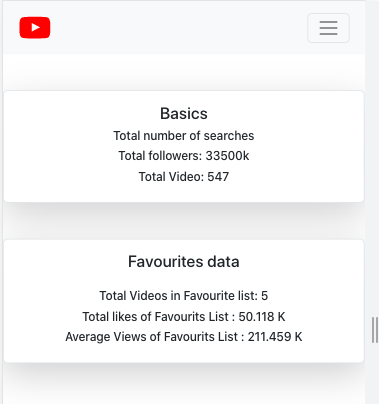 Basics
Total number of searches
Total followers: 33500k
Total Video: 547
Favourites data
Total Videos in Favourite list: 5
Total likes of Favourits List : 50.118 K
Average Views of Favourits List : 211.459 K